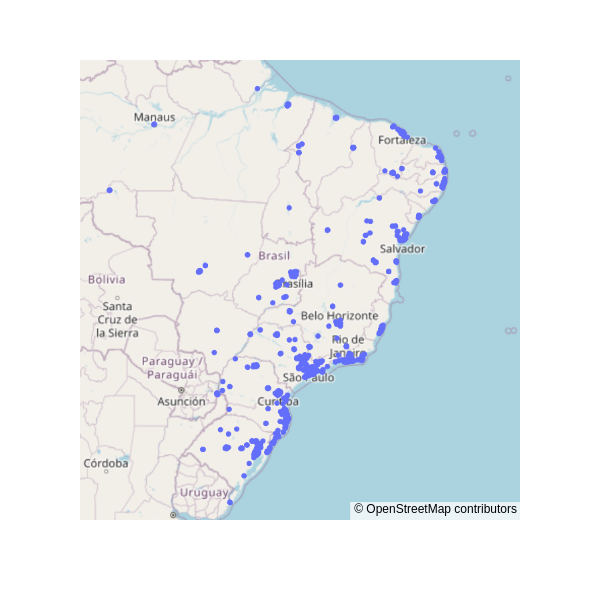 Manaus
Fortaleza
Salvador
Brasil
Brasília
Bolivia
Santa
Cruz de
la Sierra
Belo Horizonte
Rio de
Janeiro
Paraguay /
Paraguái
São Paulo
Asunción
Curitiba
Córdoba
Uruguay
© OpenStreetMap contributors